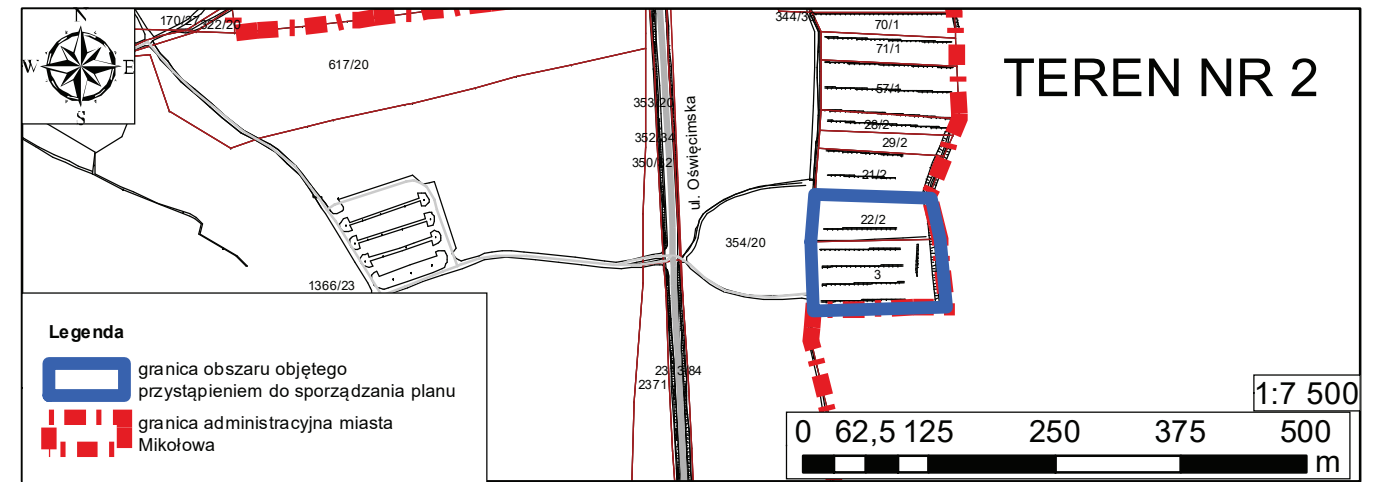 N
W
E
S
170/27
322/20
617/20
344/3
70/1
71/1
57/1
28/2
29/2
21/2
TEREN NR 2
353/20
352/34
350/22
ul. Oświęcimska
22/2
354/20
3
1366/23
2371
Legenda
granica obszaru objętego
przystąpieniem do sporządzania planu
granica administracyjna miasta
Mikołowa
1:7 500
0 62,5 125 250 375 500
m